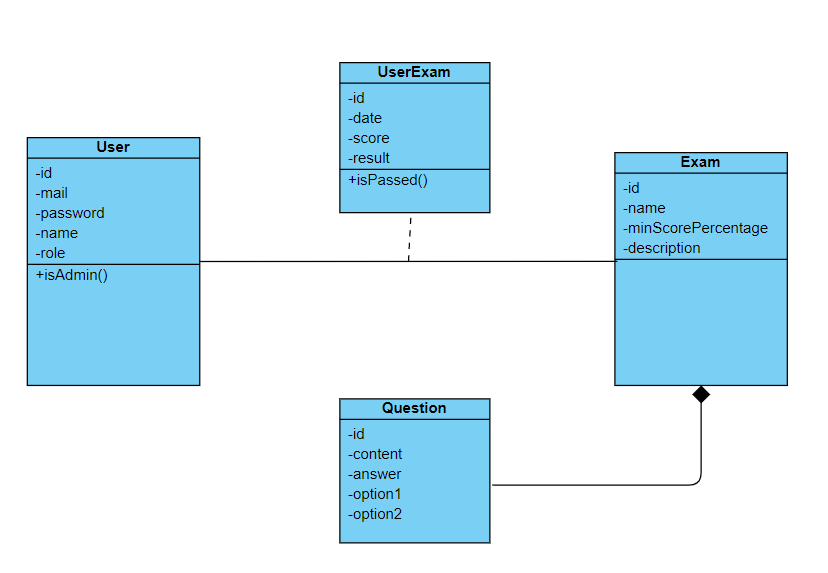 UserExam
-id
-date
-score
-result
+isPassed()
User
-id
-mail
-password
-name
-role
+isAdmin()
Exam
-id
-name
-minScorePercentage
-description
Question
-id
-content
-answer
-option1
-option2